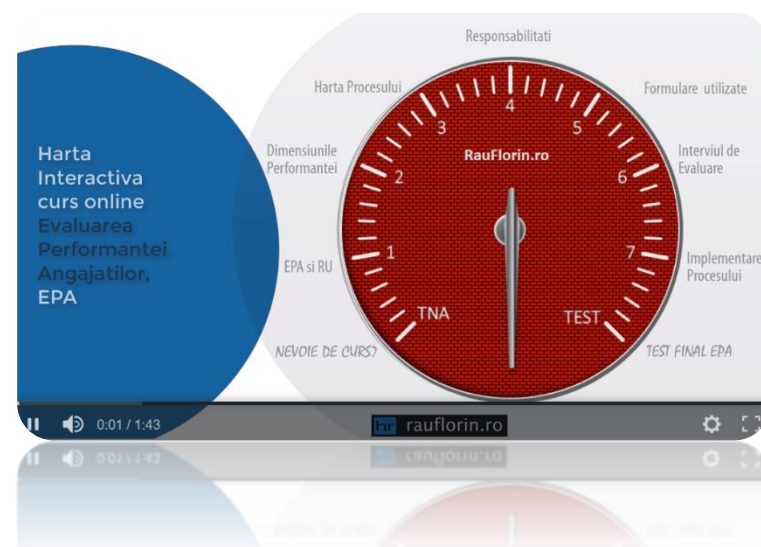 Harta
Interactiva
curs online
Evaluarea
Performantei
Angajatilor,
EPA
Responsabilitati
Harta Procesului
Formulare utilizate
Dimensiunile
Performantei
Interviul de
Evaluare
EPA si RU
Implementare
Procesului
NEVOIE DE CURS?
TEST FINAL EPA
RauFlorin.ro
TNA
1
2
3
4
5
6
7
TEST
0:01 / 1:43
hr rauflorin.ro